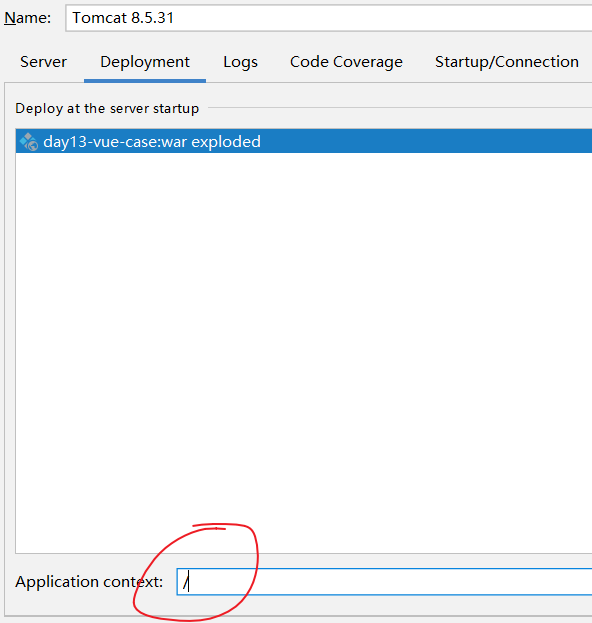 Name: Tomcat 8.5.31
Server Deployment Logs Code Coverage Startup/Connection
Deploy at the server startup
day13-vue-case:war exploded
Application context: /